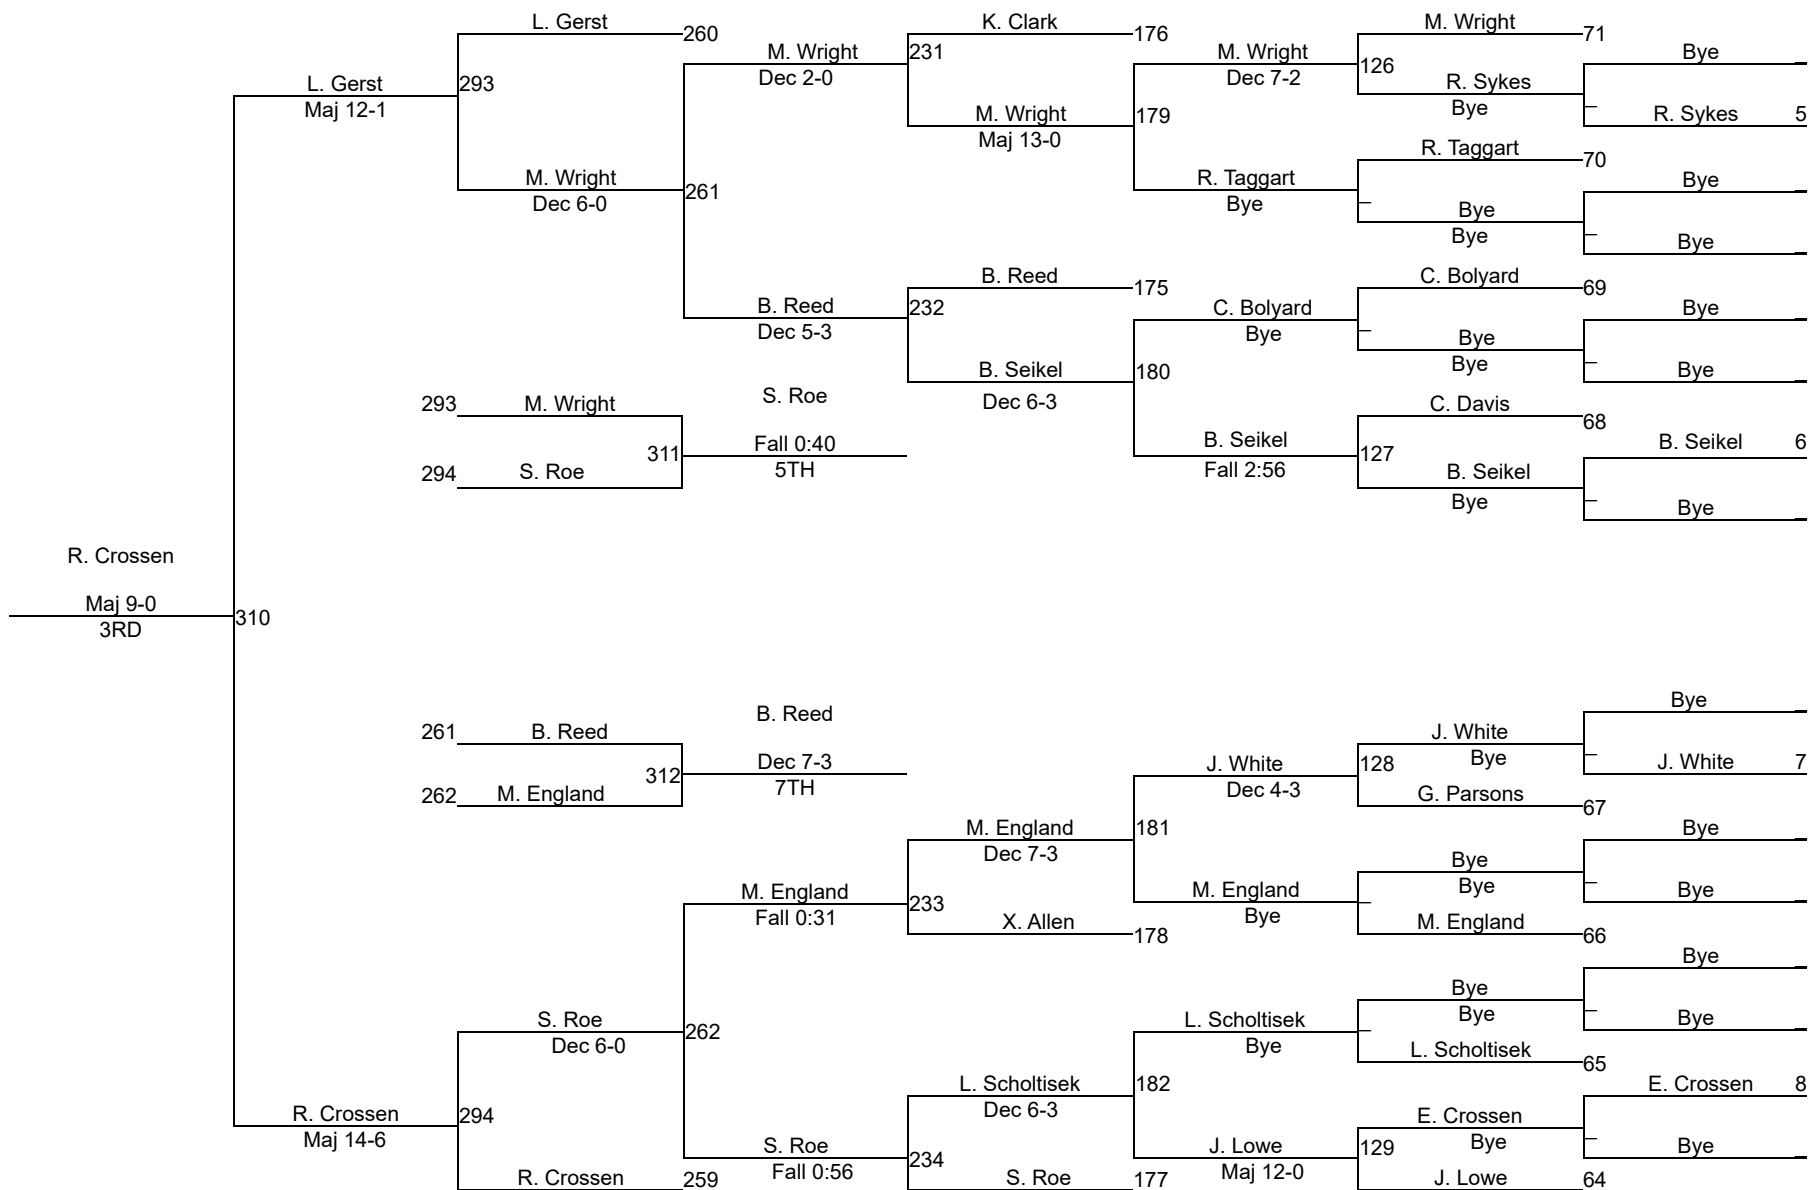 L. Gerst
260
K. Clark
176
M. Wright
71
M. Wright
Dec 2-0
231
M. Wright
Dec 7-2
126
Bye
R. Sykes
Bye
L. Gerst
Maj 12-1
293
M. Wright
Maj 13-0
179
R. Sykes 5
R. Taggart
70
M. Wright
Dec 6-0
261
R. Taggart
Bye
Bye
Bye
Bye
Bye
B. Reed
175
C. Bolyard
69
B. Reed
Dec 5-3
232
C. Bolyard
Bye
Bye
Bye
Bye
Bye
B. Seikel
Dec 6-3
180
293 M. Wright
S. Roe
C. Davis
68
311
Fall 0:40
5TH
B. Seikel
Fall 2:56
127
B. Seikel 6
294 S. Roe
B. Seikel
Bye
Bye
R. Crossen
Maj 9-0
3RD
310
Bye
261 B. Reed
B. Reed
J. White
Bye
312
Dec 7-3
7TH
J. White
Dec 4-3
128
J. White 7
262 M. England
G. Parsons
67
M. England
Dec 7-3
181
Bye
Bye
Bye
M. England
Fall 0:31
233
M. England
Bye
Bye
X. Allen
178
M. England
66
Bye
Bye
Bye
S. Roe
Dec 6-0
262
L. Scholtisek
Bye
Bye
L. Scholtisek
65
L. Scholtisek
Dec 6-3
182
E. Crossen 8
R. Crossen
Maj 14-6
294
E. Crossen
Bye
S. Roe
Fall 0:56
234
J. Lowe
Maj 12-0
129
Bye
R. Crossen
259
S. Roe
177
J. Lowe
64